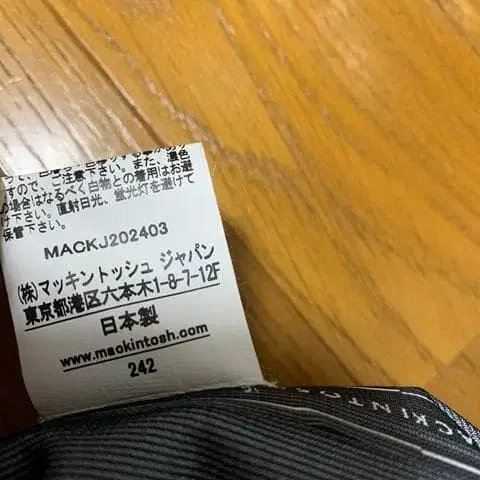 すので、ご注意下さい。また、濃色
の場合はなるべく白物との着用はお避
け下さい。直射日光、蛍光灯を避けて
保管下さい。
MACKJ202403
(株)マッキントッシュ ジャパン
東京都港区六本木1-8-7-12F
日本製
www.mackintosh.com
242
MACKINTOSH